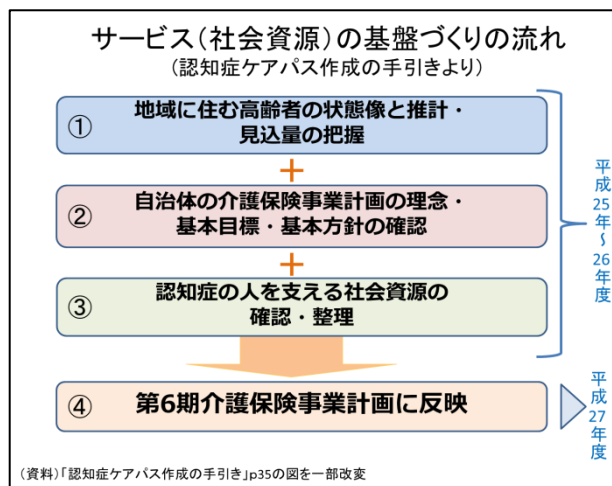 サービス(社会資源)の基盤づくりの流れ
(認知症ケアパス作成の手引きより)
① 地域に住む高齢者の状態像と推計・
見込量の把握
+
② 自治体の介護保険事業計画の理念・
基本目標・基本方針の確認
+
③ 認知症の人を支える社会資源の
確認・整理
平成25年~26年度
④ 第6期介護保険事業計画に反映
平成27年度
(資料)「認知症ケアパス作成の手引き」p35の図を一部改変